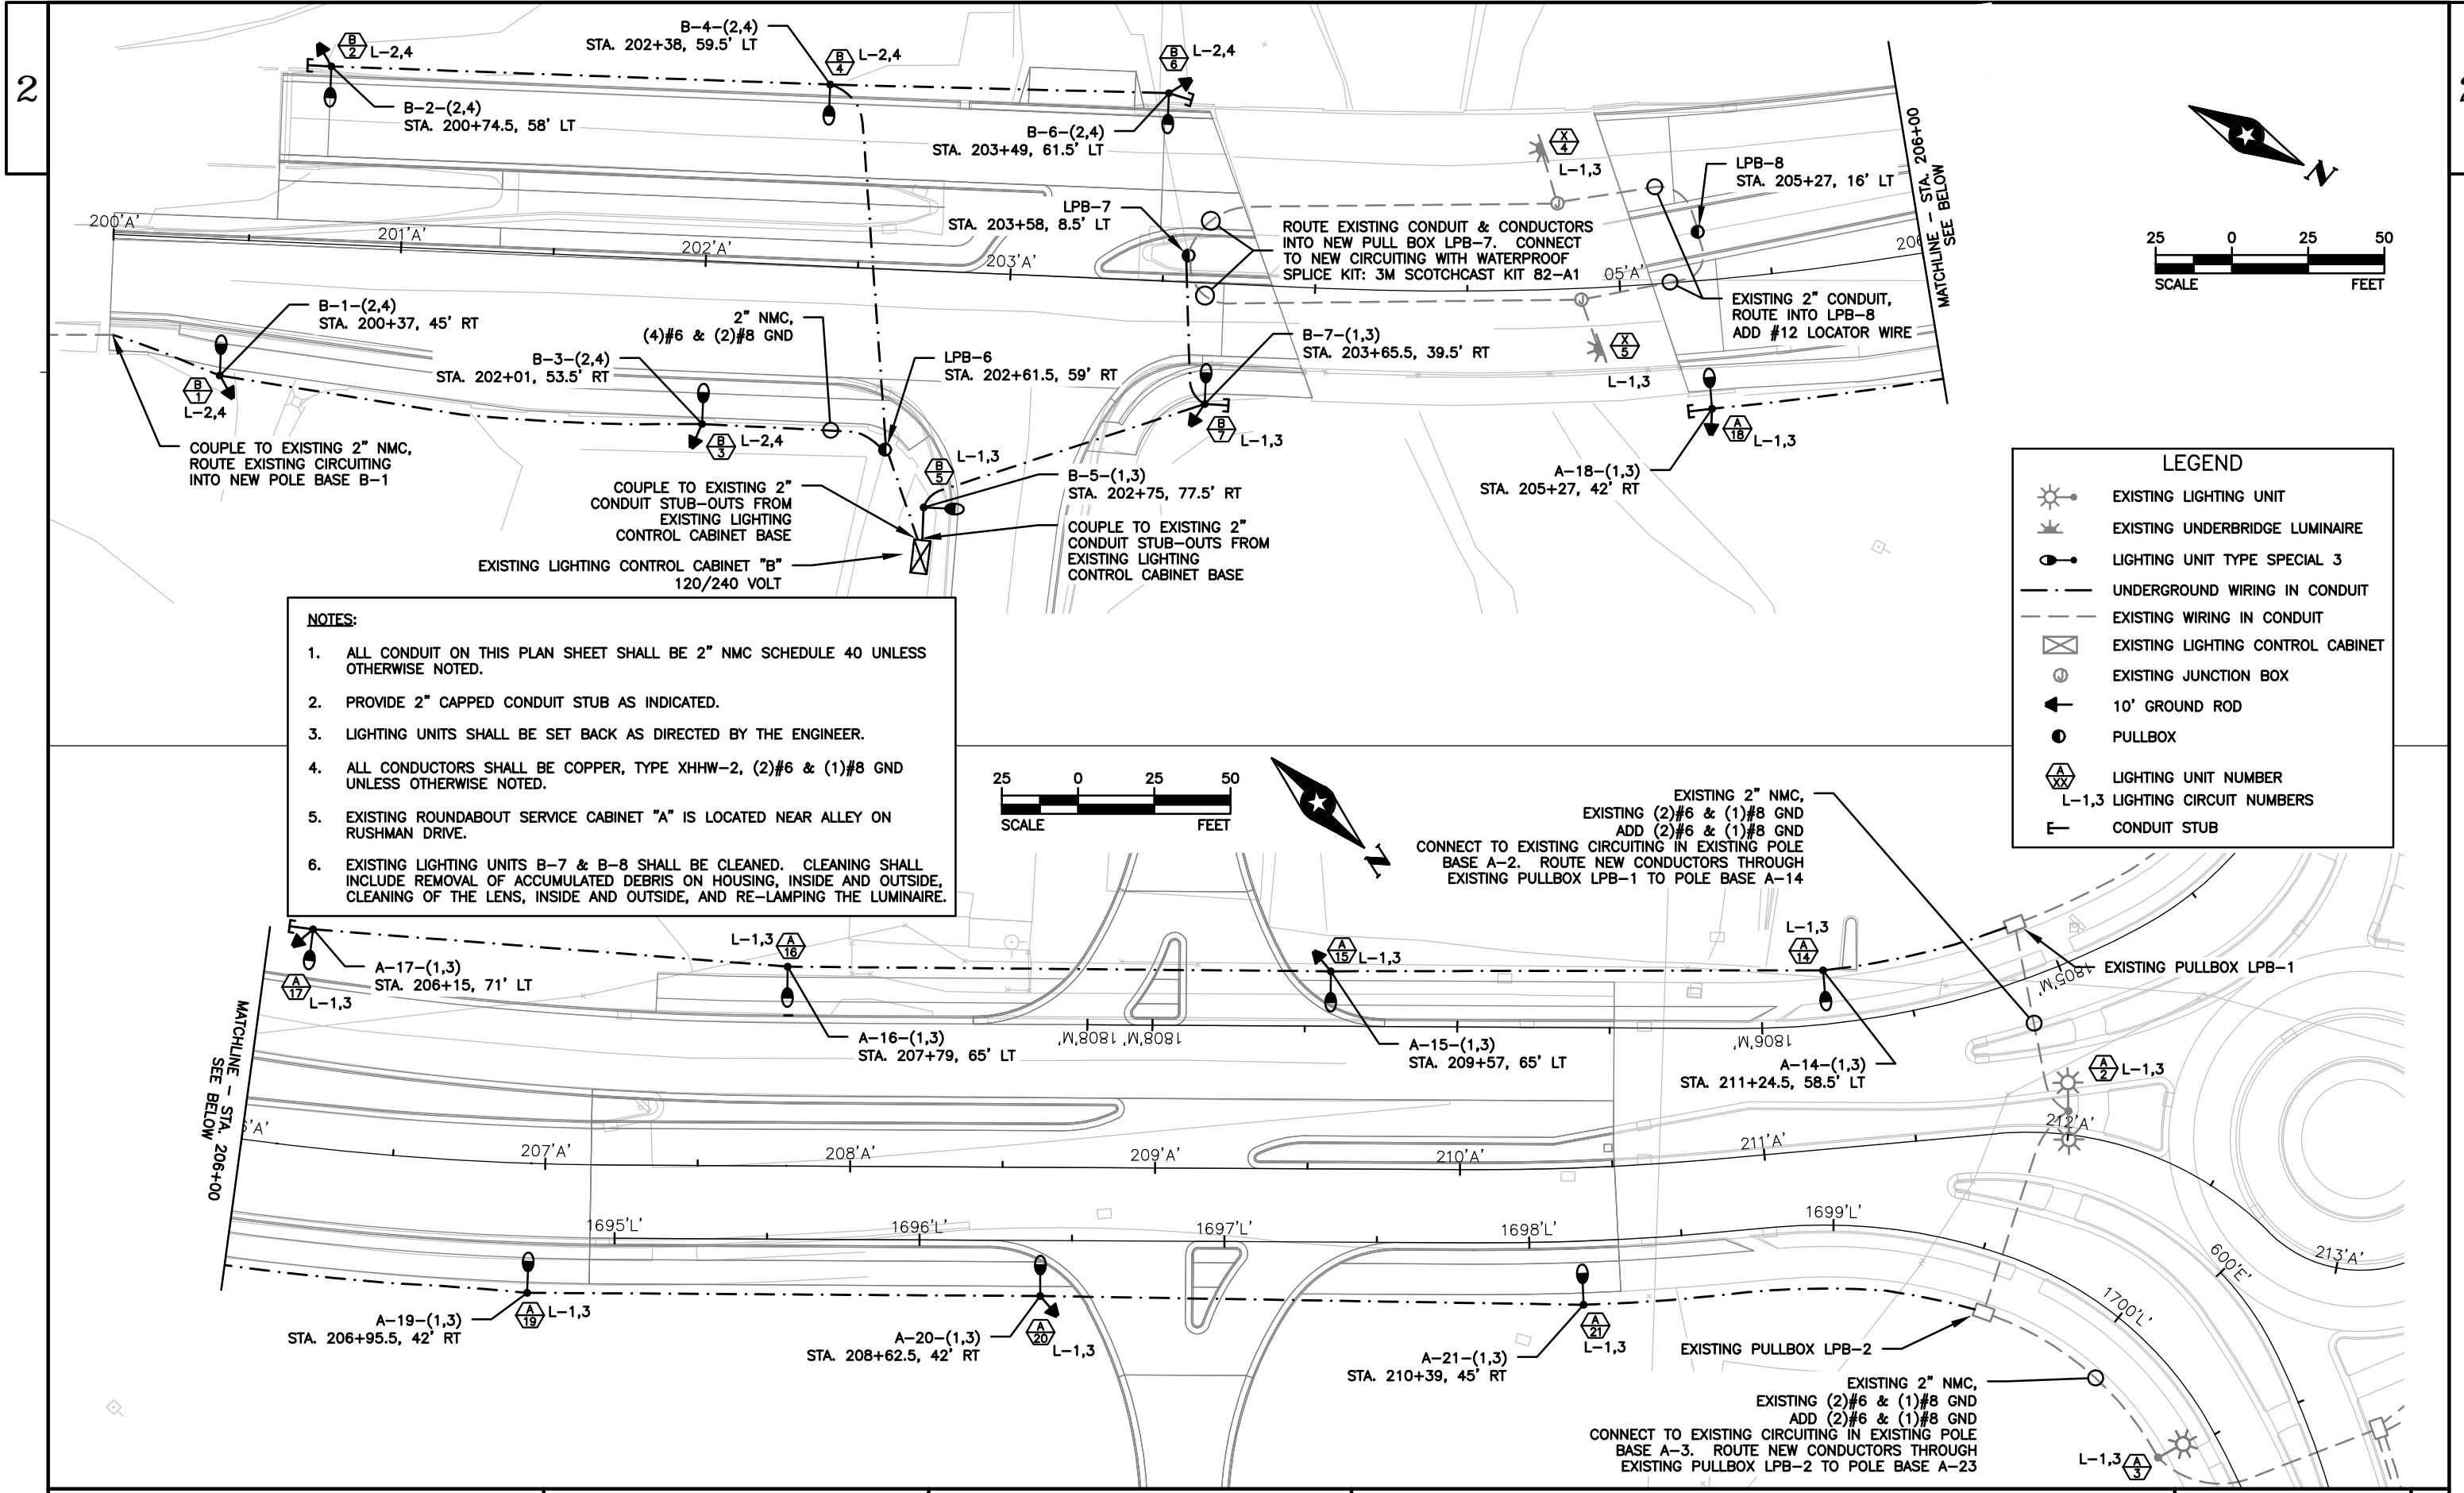 2
B
2
L-2,4
B-2-(2,4)
STA. 200+74.5, 58' LT
B-4-(2,4)
STA. 202+38, 59.5' LT
B
4
L-2,4
B
6
L-2,4
B-6-(2,4)
STA. 203+49, 61.5' LT
X
4
L-1,3
LPB-8
STA. 205+27, 16' LT
MATCHLINE - STA. 206+00
SEE BELOW
N
25 0 25 50
SCALE FEET
200'A'
201'A'
202'A'
203'A'
05'A'
206
LPB-7
STA. 203+58, 8.5' LT
ROUTE EXISTING CONDUIT & CONDUCTORS
INTO NEW PULL BOX LPB-7. CONNECT
TO NEW CIRCUITING WITH WATERPROOF
SPLICE KIT: 3M SCOTCHCAST KIT 82-A1
EXISTING 2" CONDUIT,
ROUTE INTO LPB-8
ADD #12 LOCATOR WIRE
J
J
X
5
L-1,3
B-1-(2,4)
STA. 200+37, 45' RT
B
1
L-2,4
COUPLE TO EXISTING 2" NMC,
ROUTE EXISTING CIRCUITING
INTO NEW POLE BASE B-1
2" NMC,
(4)#6 & (2)#8 GND
B-3-(2,4)
STA. 202+01, 53.5' RT
B
3
L-2,4
LPB-6
STA. 202+61.5, 59' RT
B-7-(1,3)
STA. 203+65.5, 39.5' RT
B
7
L-1,3
B
5
L-1,3
B-5-(1,3)
STA. 202+75, 77.5' RT
COUPLE TO EXISTING 2"
CONDUIT STUB-OUTS FROM
EXISTING LIGHTING
CONTROL CABINET BASE
COUPLE TO EXISTING 2"
CONDUIT STUB-OUTS FROM
EXISTING LIGHTING
CONTROL CABINET BASE
EXISTING LIGHTING CONTROL CABINET "B"
120/240 VOLT
A
18
L-1,3
A-18-(1,3)
STA. 205+27, 42' RT
LEGEND
EXISTING LIGHTING UNIT
EXISTING UNDERBRIDGE LUMINAIRE
LIGHTING UNIT TYPE SPECIAL 3
UNDERGROUND WIRING IN CONDUIT
EXISTING WIRING IN CONDUIT
EXISTING LIGHTING CONTROL CABINET
J EXISTING JUNCTION BOX
10' GROUND ROD
PULLBOX
A
XX
LIGHTING UNIT NUMBER
L-1,3 LIGHTING CIRCUIT NUMBERS
CONDUIT STUB
NOTES:
1. ALL CONDUIT ON THIS PLAN SHEET SHALL BE 2" NMC SCHEDULE 40 UNLESS
OTHERWISE NOTED.
2. PROVIDE 2" CAPPED CONDUIT STUB AS INDICATED.
3. LIGHTING UNITS SHALL BE SET BACK AS DIRECTED BY THE ENGINEER.
4. ALL CONDUCTORS SHALL BE COPPER, TYPE XHHW-2, (2)#6 & (1)#8 GND
UNLESS OTHERWISE NOTED.
5. EXISTING ROUNDABOUT SERVICE CABINET "A" IS LOCATED NEAR ALLEY ON
RUSHMAN DRIVE.
6. EXISTING LIGHTING UNITS B-7 & B-8 SHALL BE CLEANED. CLEANING SHALL
INCLUDE REMOVAL OF ACCUMULATED DEBRIS ON HOUSING, INSIDE AND OUTSIDE,
CLEANING OF THE LENS, INSIDE AND OUTSIDE, AND RE-LAMPING THE LUMINAIRE.
25 0 25 50
SCALE FEET
N
EXISTING 2" NMC,
EXISTING (2)#6 & (1)#8 GND
ADD (2)#6 & (1)#8 GND
CONNECT TO EXISTING CIRCUITING IN EXISTING POLE
BASE A-2. ROUTE NEW CONDUCTORS THROUGH
EXISTING PULLBOX LPB-1 TO POLE BASE A-14
A
17
L-1,3
A-17-(1,3)
STA. 206+15, 71' LT
L-1,3
A
16
A-16-(1,3)
STA. 207+79, 65' LT
A
15
L-1,3
A-15-(1,3)
STA. 209+57, 65' LT
L-1,3
A
14
A-14-(1,3)
STA. 211+24.5, 58.5' LT
EXISTING PULLBOX LPB-1
1808'M'
1808'M'
1806'M'
1805'M'
A
2
L-1,3
MATCHLINE - STA. 206+00
SEE BELOW
6'A'
207'A'
208'A'
209'A'
210'A'
211'A'
212'A'
213'A'
600'E'
1695'L'
1696'L'
1697'L'
1698'L'
1699'L'
1700'L'
A-19-(1,3)
STA. 206+95.5, 42' RT
A
19
L-1,3
A-20-(1,3)
STA. 208+62.5, 42' RT
A
20
L-1,3
A-21-(1,3)
STA. 210+39, 45' RT
A
21
L-1,3
EXISTING PULLBOX LPB-2
EXISTING 2" NMC,
EXISTING (2)#6 & (1)#8 GND
ADD (2)#6 & (1)#8 GND
CONNECT TO EXISTING CIRCUITING IN EXISTING POLE
BASE A-3. ROUTE NEW CONDUCTORS THROUGH
EXISTING PULLBOX LPB-2 TO POLE BASE A-23
L-1,3
A
3